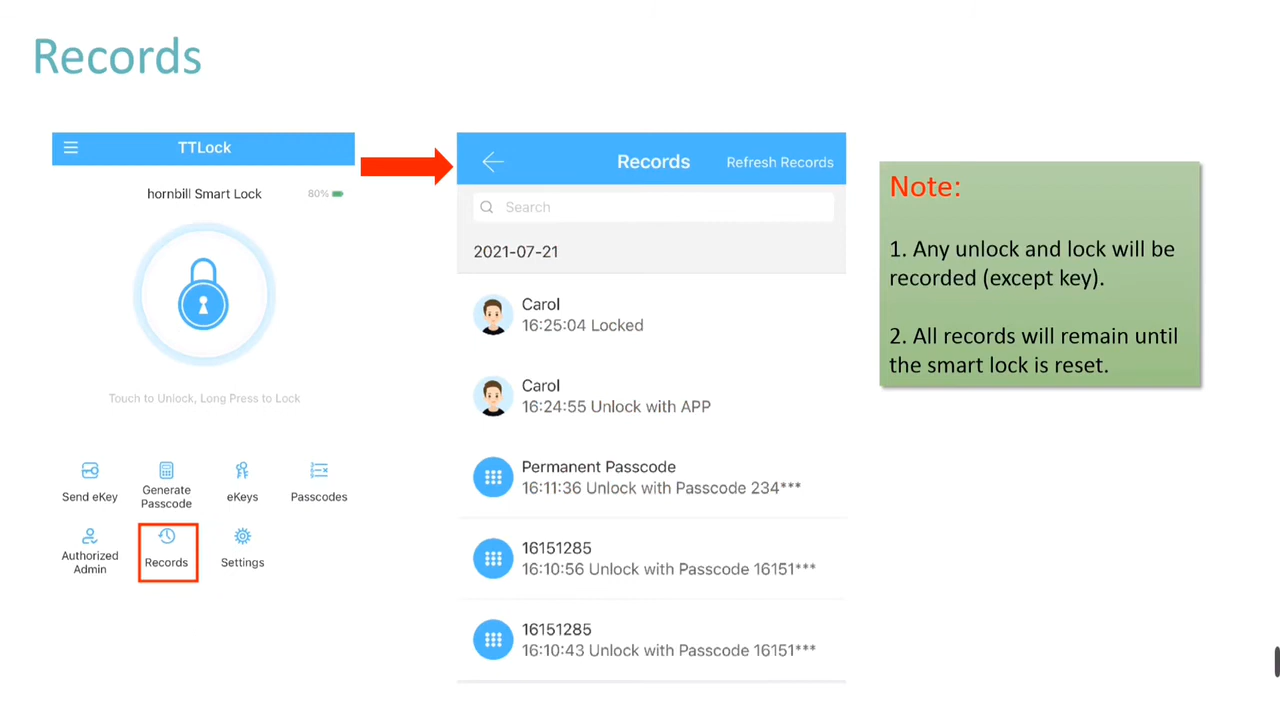 Records
TTLock
hornbill Smart Lock
80%
Touch to Unlock, Long Press to Lock
Send eKey
Generate
Passcode
eKeys
Passcodes
Authorized
Admin
Records
Settings
Records
Refresh Records
Search
2021-07-21
Carol
16:25:04 Locked
Carol
16:24:55 Unlock with APP
Permanent Passcode
16:11:36 Unlock with Passcode 234***
16151285
16:10:56 Unlock with Passcode 16151***
16151285
16:10:43 Unlock with Passcode 16151***
Note:
1. Any unlock and lock will be
recorded (except key).
2. All records will remain until
the smart lock is reset.